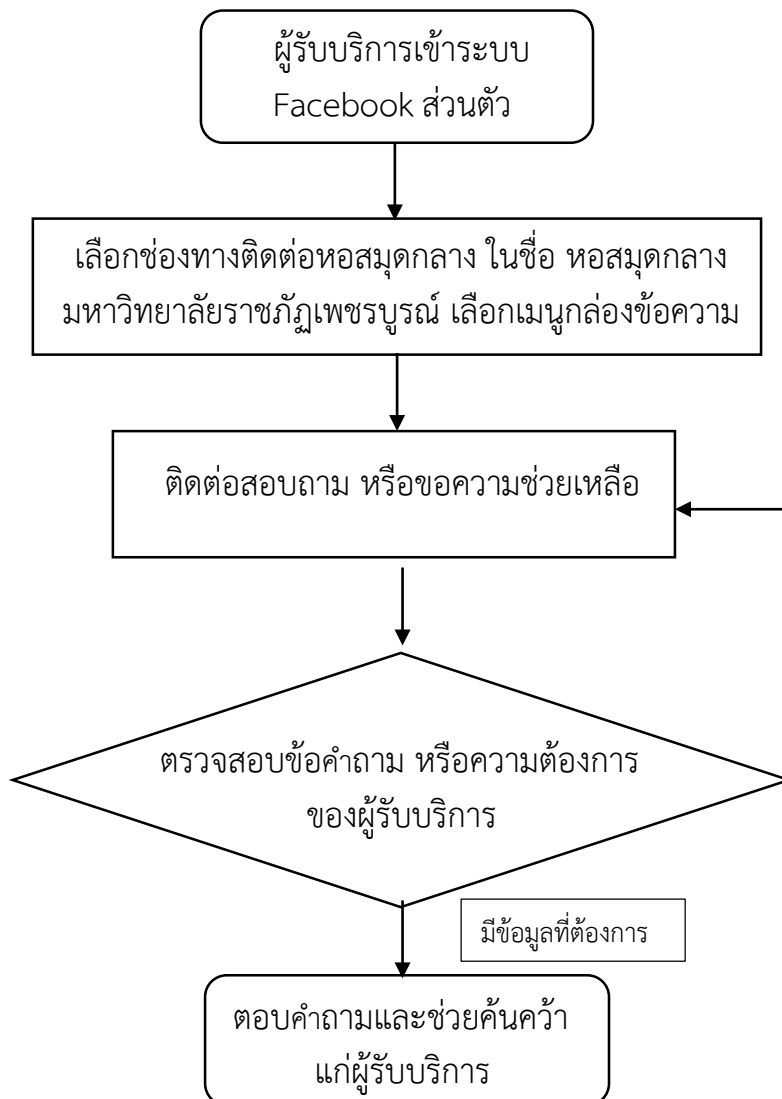 ผู้รับบริการเข้าระบบ
Facebook ส่วนตัว
เลือกช่องทางติดต่อหอสมุดกลาง ในชื่อ หอสมุดกลาง
มหาวิทยาลัยราชภัฏเพชรบูรณ์ เลือกเมนูกล่องข้อความ
ติดต่อสอบถาม หรือขอความช่วยเหลือ
ตรวจสอบข้อคำถาม หรือความต้องการ
ของผู้รับบริการ
มีข้อมูลที่ต้องการ
ตอบคำถามและช่วยค้นคว้า
แก่ผู้รับบริการ